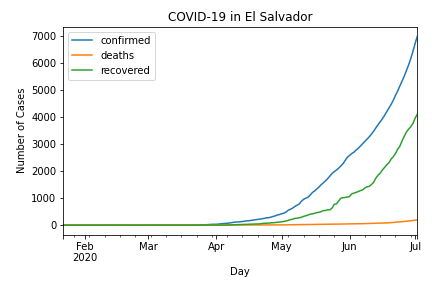 COVID-19 in El Salvador
confirmed
deaths
recovered
Number of Cases
7000
6000
5000
4000
3000
2000
1000
0
Feb Mar Apr May Jun Jul
2020
Day